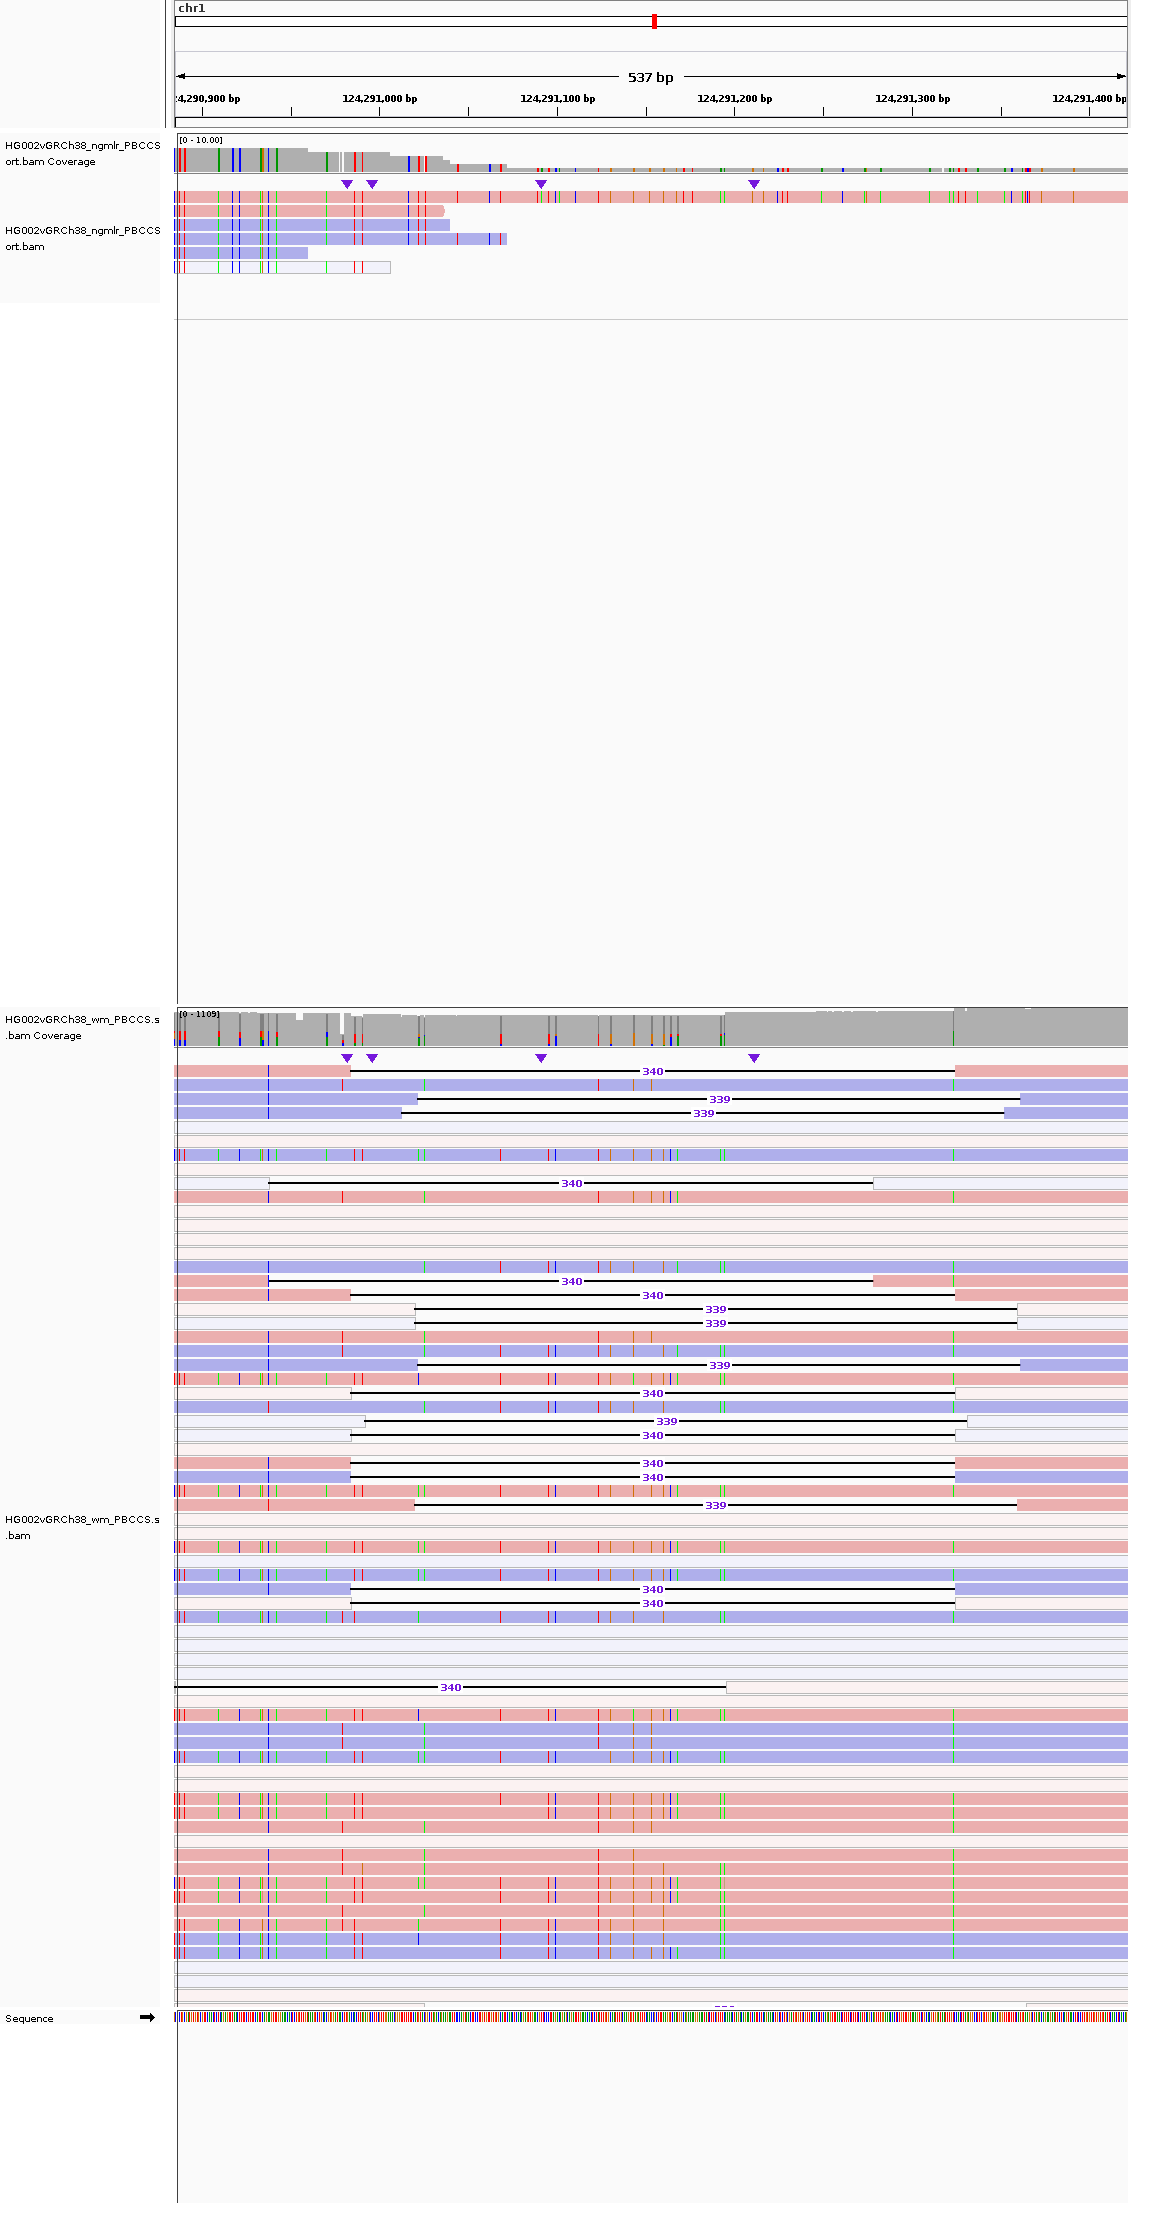 chr1
537 bp
:4,290,900 bp 124,291,000 bp 124,291,100 bp 124,291,200 bp 124,291,300 bp 124,291,400 bp
HG002vGRCh38_ngmlr_PBCCS
ort.bam Coverage
[0 - 10.00]
HG002vGRCh38_ngmlr_PBCCS
ort.bam
HG002vGRCh38_wm_PBCCS.s
.bam Coverage
[0 - 1109]
340
339
339
340
340
340
339
339
339
340
339
340
340
340
339
HG002vGRCh38_wm_PBCCS.s
.bam
340
340
340
Sequence